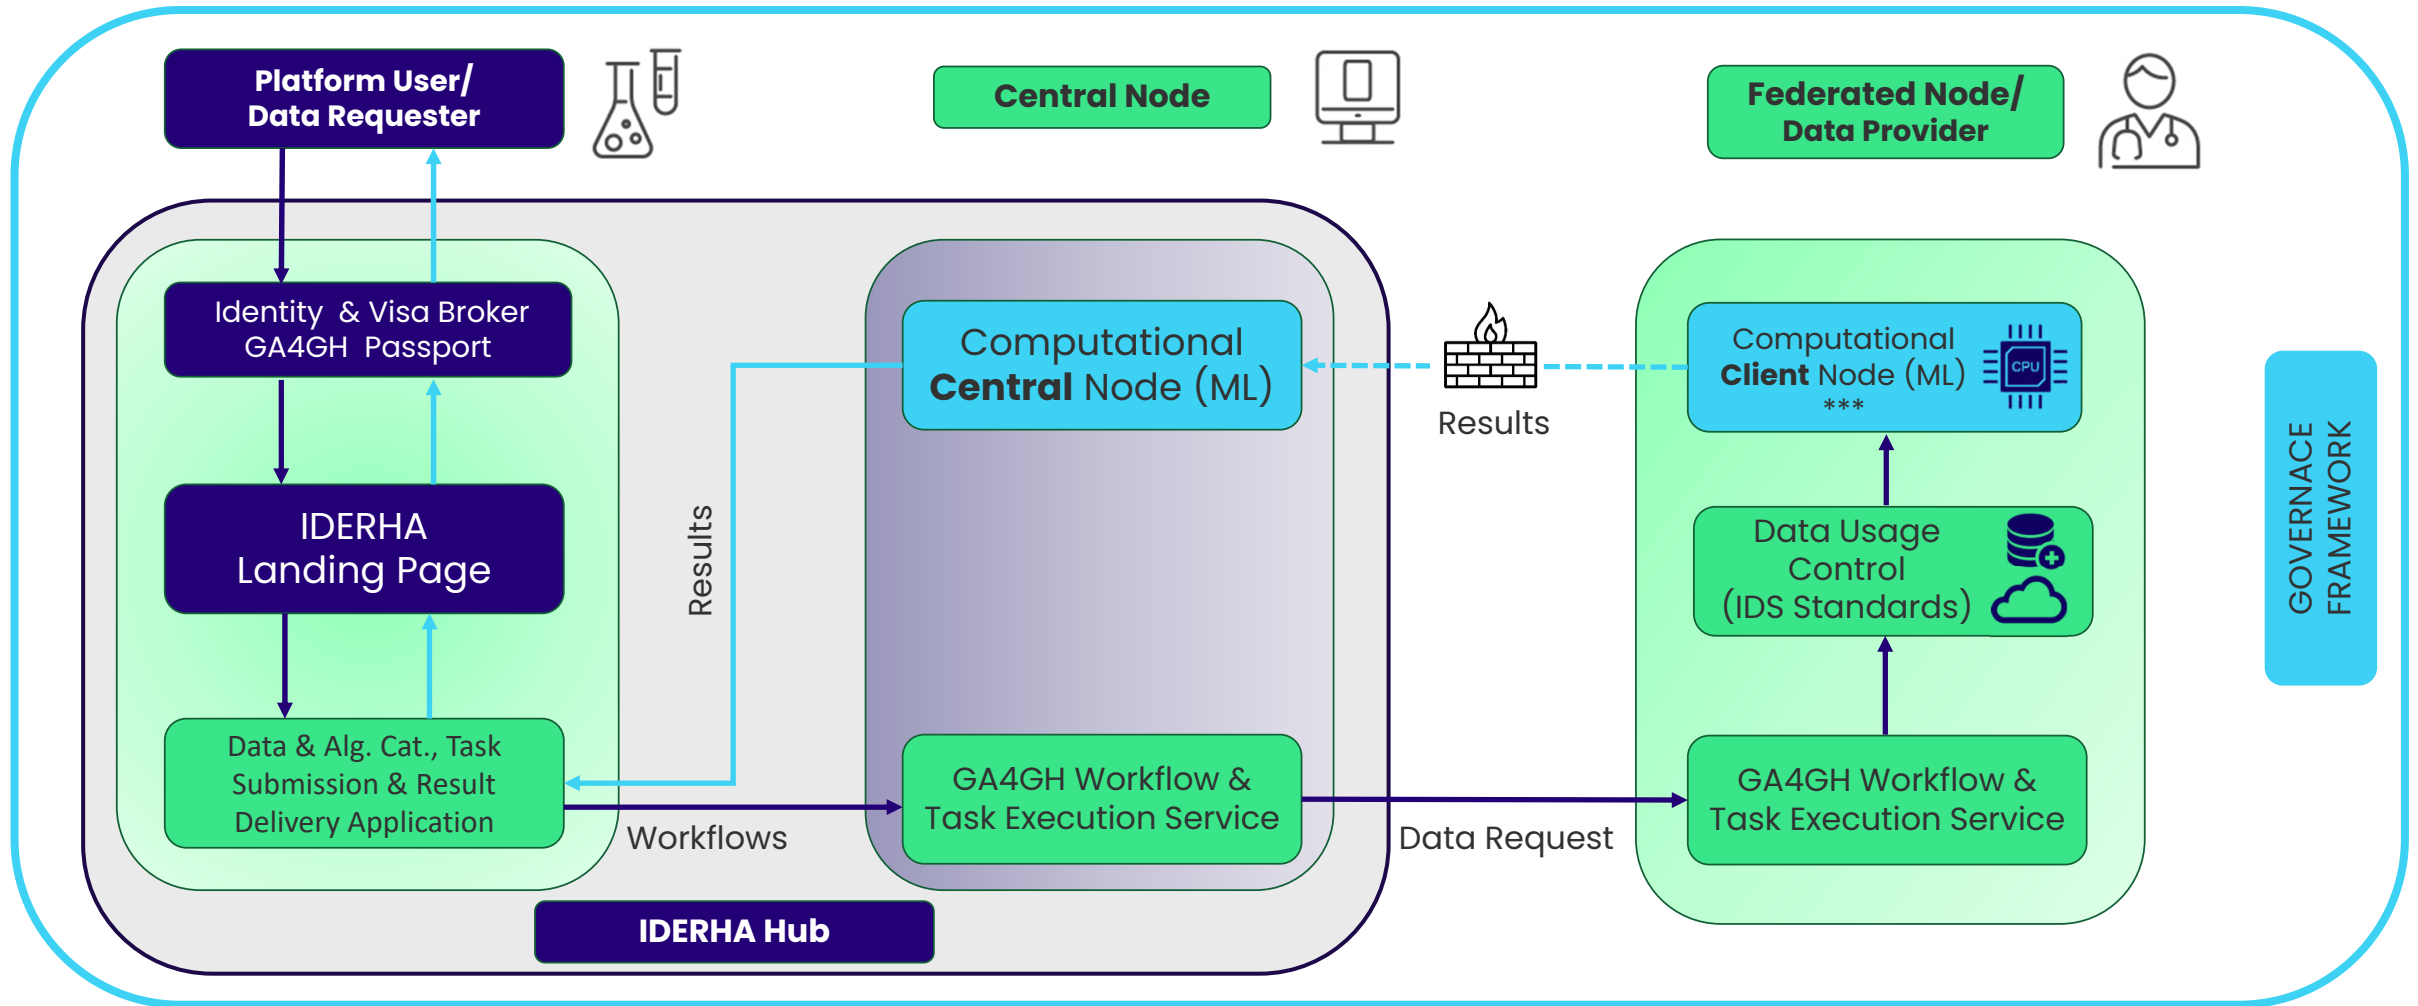 Platform User/
Data Requester
Central Node
Federated Node/
Data Provider
Identity & Visa Broker
GA4GH Passport
IDERHA
Landing Page
Data & Alg. Cat., Task
Submission & Result
Delivery Application
Results
Workflows
Computational
Central Node (ML)
GA4GH Workflow &
Task Execution Service
IDERHA Hub
Results
Data Request
Computational
Client Node (ML)
***
CPU
Data Usage
Control
(IDS Standards)
GA4GH Workflow &
Task Execution Service
GOVERNACE
FRAMEWORK